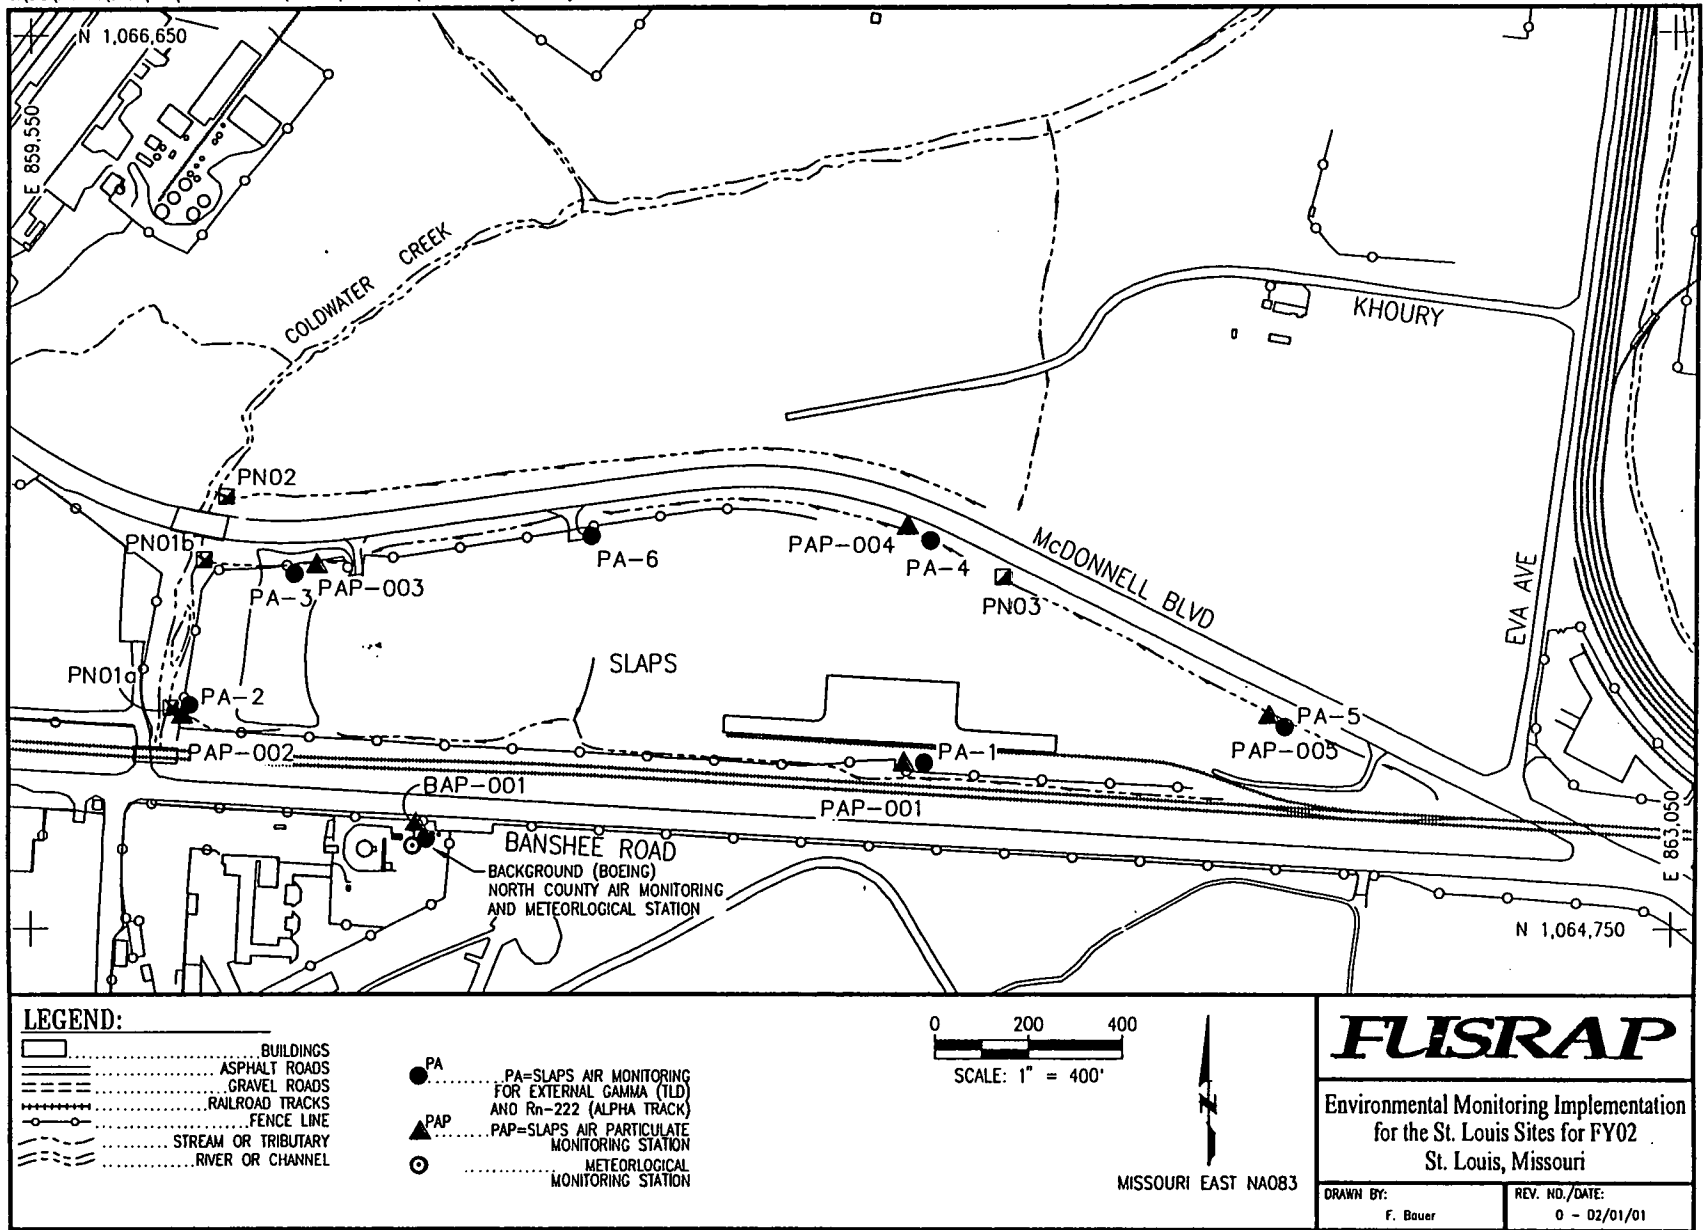 N 1,066,650
E 859,550
COLDWATER CREEK
KHOURY
PN02
PN01b
PA-3
PAP-003
PA-6
PAP-004
PA-4
PN03
McDONNELL BLVD
EVA AVE
SLAPS
PN01a
PA-2
PAP-002
PA-1
PAP-001
PA-5
PAP-005
BAP-001
BANSHEE ROAD
BACKGROUND (BOEING)
NORTH COUNTY AIR MONITORING
AND METEORLOGICAL STATION
E 863,050
N 1,064,750
LEGEND:
BUILDINGS
ASPHALT ROADS
GRAVEL ROADS
RAILROAD TRACKS
FENCE LINE
STREAM OR TRIBUTARY
RIVER OR CHANNEL
PA
PA=SLAPS AIR MONITORING
FOR EXTERNAL GAMMA (TLD)
AND Rn-222 (ALPHA TRACK)
PAP
PAP=SLAPS AIR PARTICULATE
MONITORING STATION
METEORLOGICAL
MONITORING STATION
0 200 400
SCALE: 1" = 400'
N
MISSOURI EAST NAD83
FUSRAP
Environmental Monitoring Implementation
for the St. Louis Sites for FY02
St. Louis, Missouri
DRAWN BY:
F. Bauer
REV. NO./DATE:
0 - 02/01/01